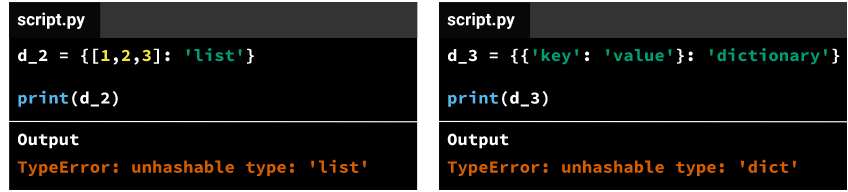 script.py
d_2 = {[1,2,3]: 'list'}
print(d_2)
Output
TypeError: unhashable type: 'list'
script.py
d_3 = {{'key': 'value'}: 'dictionary'}
print(d_3)
Output
TypeError: unhashable type: 'dict'